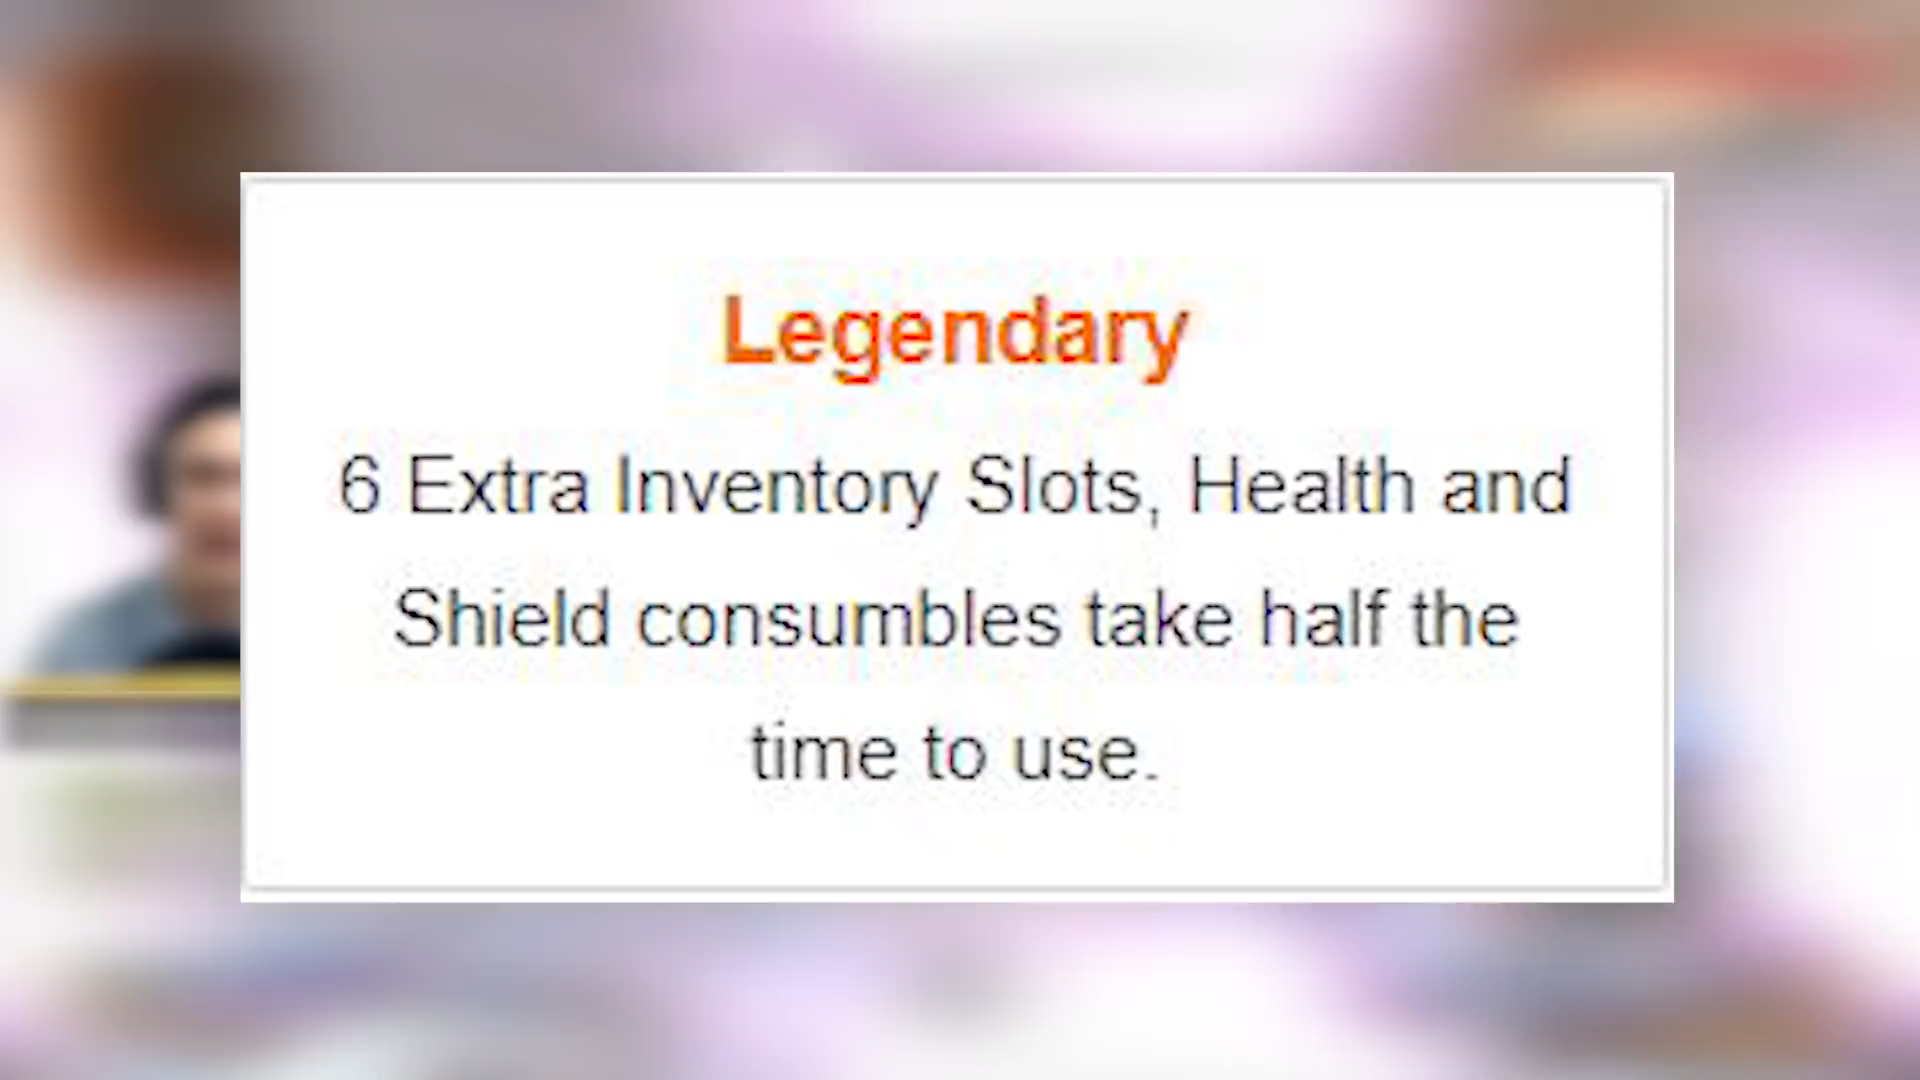 Legendary
6 Extra Inventory Slots, Health and
Shield consumbles take half the
time to use.